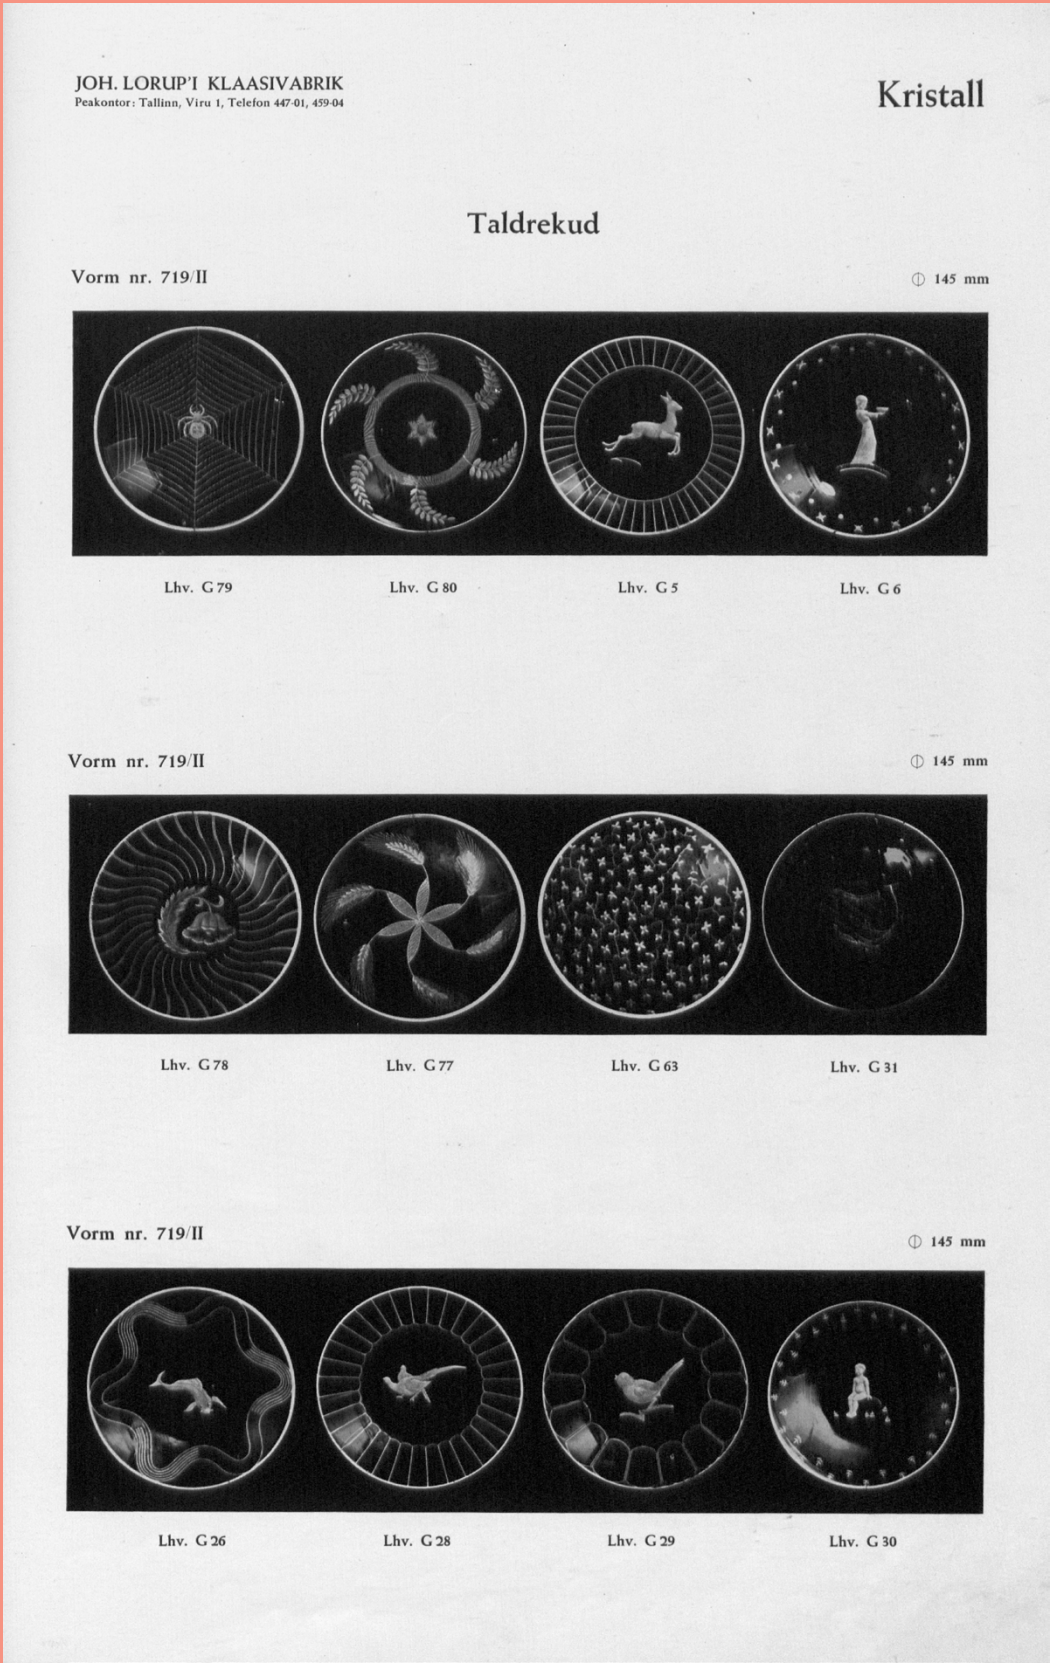 JOH. LORUP'I KLAASIVABRIK
Peakontor: Tallinn, Viru 1, Telefon 447-01, 459-04
Kristall
Taldrekud
Vorm nr. 719/II
⌀ 145 mm
Lhv. G 79
Lhv. G 80
Lhv. G 5
Lhv. G 6
Vorm nr. 719/II
⌀ 145 mm
Lhv. G 78
Lhv. G 77
Lhv. G 63
Lhv. G 31
Vorm nr. 719/II
⌀ 145 mm
Lhv. G 26
Lhv. G 28
Lhv. G 29
Lhv. G 30